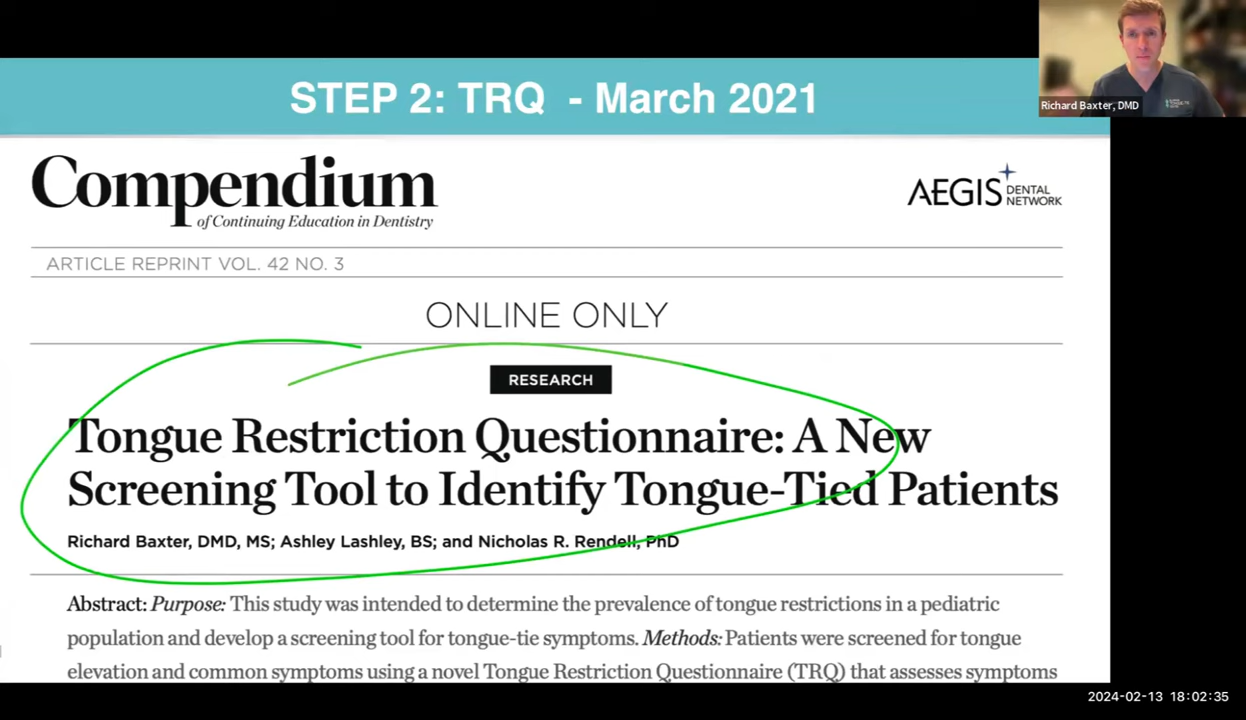 STEP 2: TRQ - March 2021
Richard Baxter, DMD
Compendium
of Continuing Education in Dentistry
AEGIS DENTAL
NETWORK
ARTICLE REPRINT VOL. 42 NO. 3
ONLINE ONLY
RESEARCH
Tongue Restriction Questionnaire: A New
Screening Tool to Identify Tongue-Tied Patients
Richard Baxter, DMD, MS; Ashley Lashley, BS; and Nicholas R. Rendell, PhD
Abstract: Purpose: This study was intended to determine the prevalence of tongue restrictions in a pediatric
population and develop a screening tool for tongue-tie symptoms. Methods: Patients were screened for tongue
elevation and common symptoms using a novel Tongue Restriction Questionnaire (TRQ) that assesses symptoms
2024-02-13 18:02:35